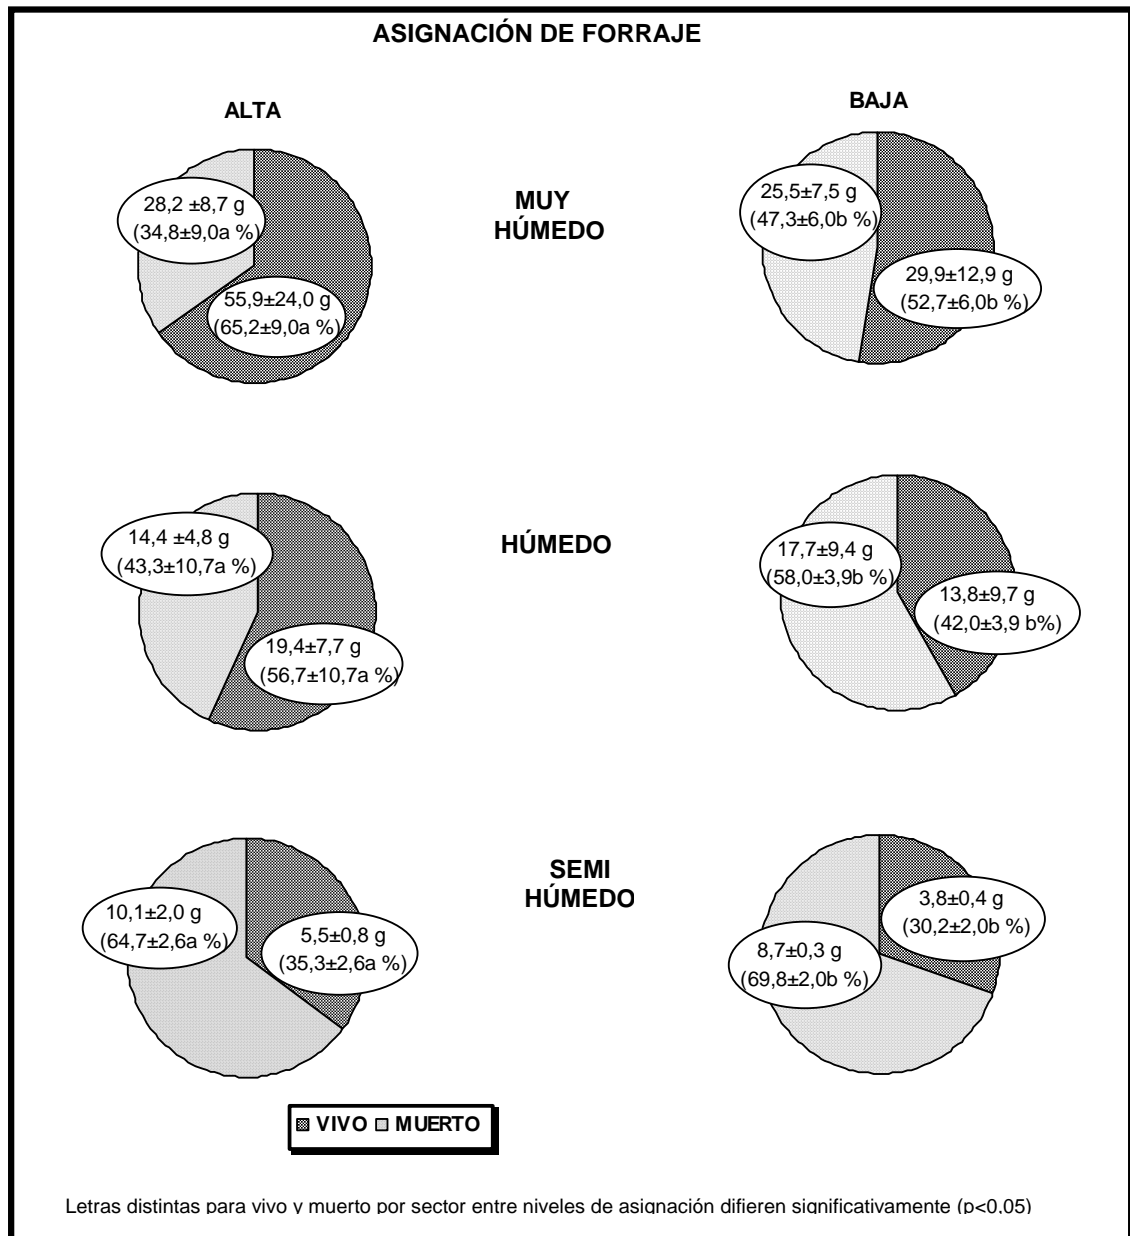 ASIGNACIÓN DE FORRAJE
ALTA
BAJA
28,2 ±8,7 g
(34,8±9,0a %)
55,9±24,0 g
(65,2±9,0a %)
MUY
HÚMEDO
25,5±7,5 g
(47,3±6,0b %)
29,9±12,9 g
(52,7±6,0b %)
14,4 ±4,8 g
(43,3±10,7a %)
19,4±7,7 g
(56,7±10,7a %)
HÚMEDO
17,7±9,4 g
(58,0±3,9b %)
13,8±9,7 g
(42,0±3,9 b%)
10,1±2,0 g
(64,7±2,6a %)
5,5±0,8 g
(35,3±2,6a %)
SEMI
HÚMEDO
3,8±0,4 g
(30,2±2,0b %)
8,7±0,3 g
(69,8±2,0b %)
VIVO MUERTO
Letras distintas para vivo y muerto por sector entre niveles de asignación difieren significativamente (p<0.05)